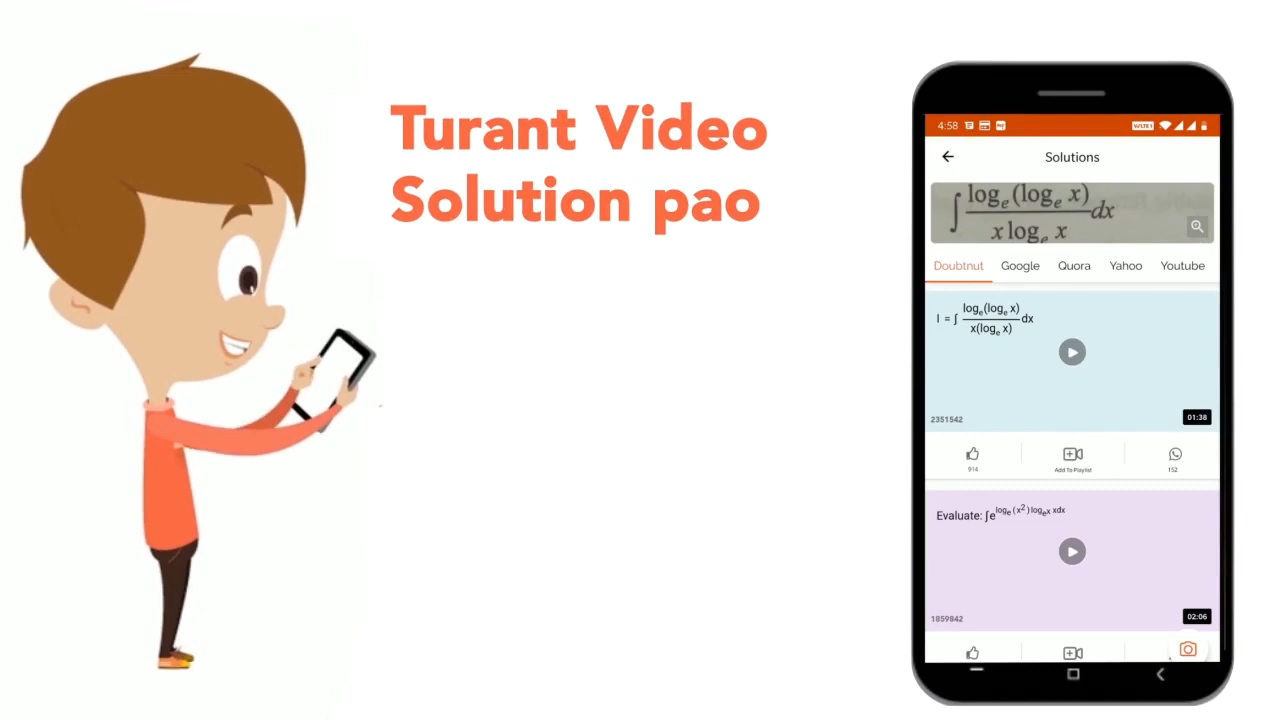 Turant Video
Solution pao
4:58
VoLTE1
Solutions
∫ logₑ(logₑ x) / x logₑ x dx
Doubtnut Google Quora Yahoo Youtube
I = ∫ logₑ(logₑ x) / x(logₑ x) dx
2351542 01:38
914 Add To Playlist 152
Evaluate: ∫e^logₑ(x²)logₑx xdx
1859842 02:06